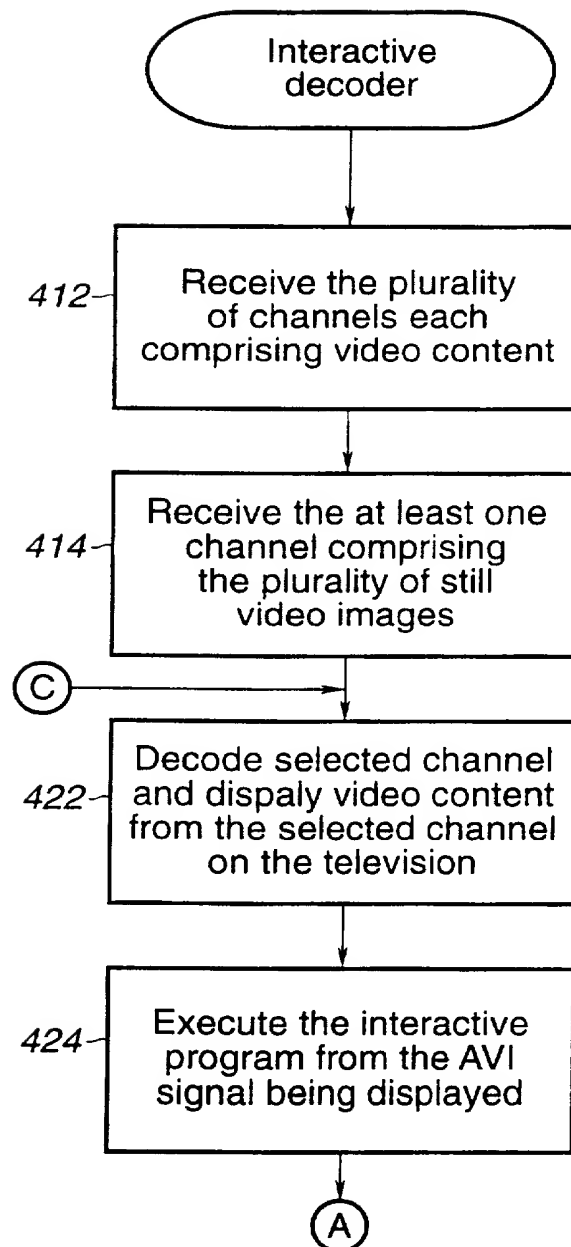 Interactive
decoder
412
Receive the plurality
of channels each
comprising video content
414
Receive the at least one
channel comprising
the plurality of still
video images
C
422
Decode selected channel
and dispaly video content
from the selected channel
on the television
424
Execute the interactive
program from the AVI
signal being displayed
A